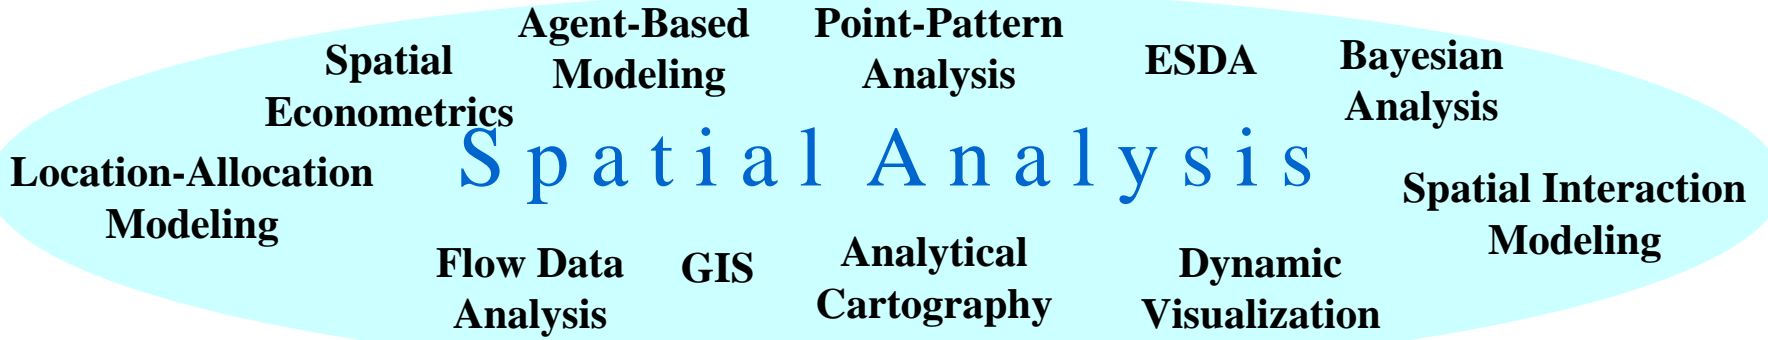 Agent-Based
Modeling
Point-Pattern
Analysis
Spatial
Econometrics
ESDA
Bayesian
Analysis
Spatial Analysis
Location-Allocation
Modeling
Spatial Interaction
Modeling
Flow Data
Analysis
GIS
Analytical
Cartography
Dynamic
Visualization